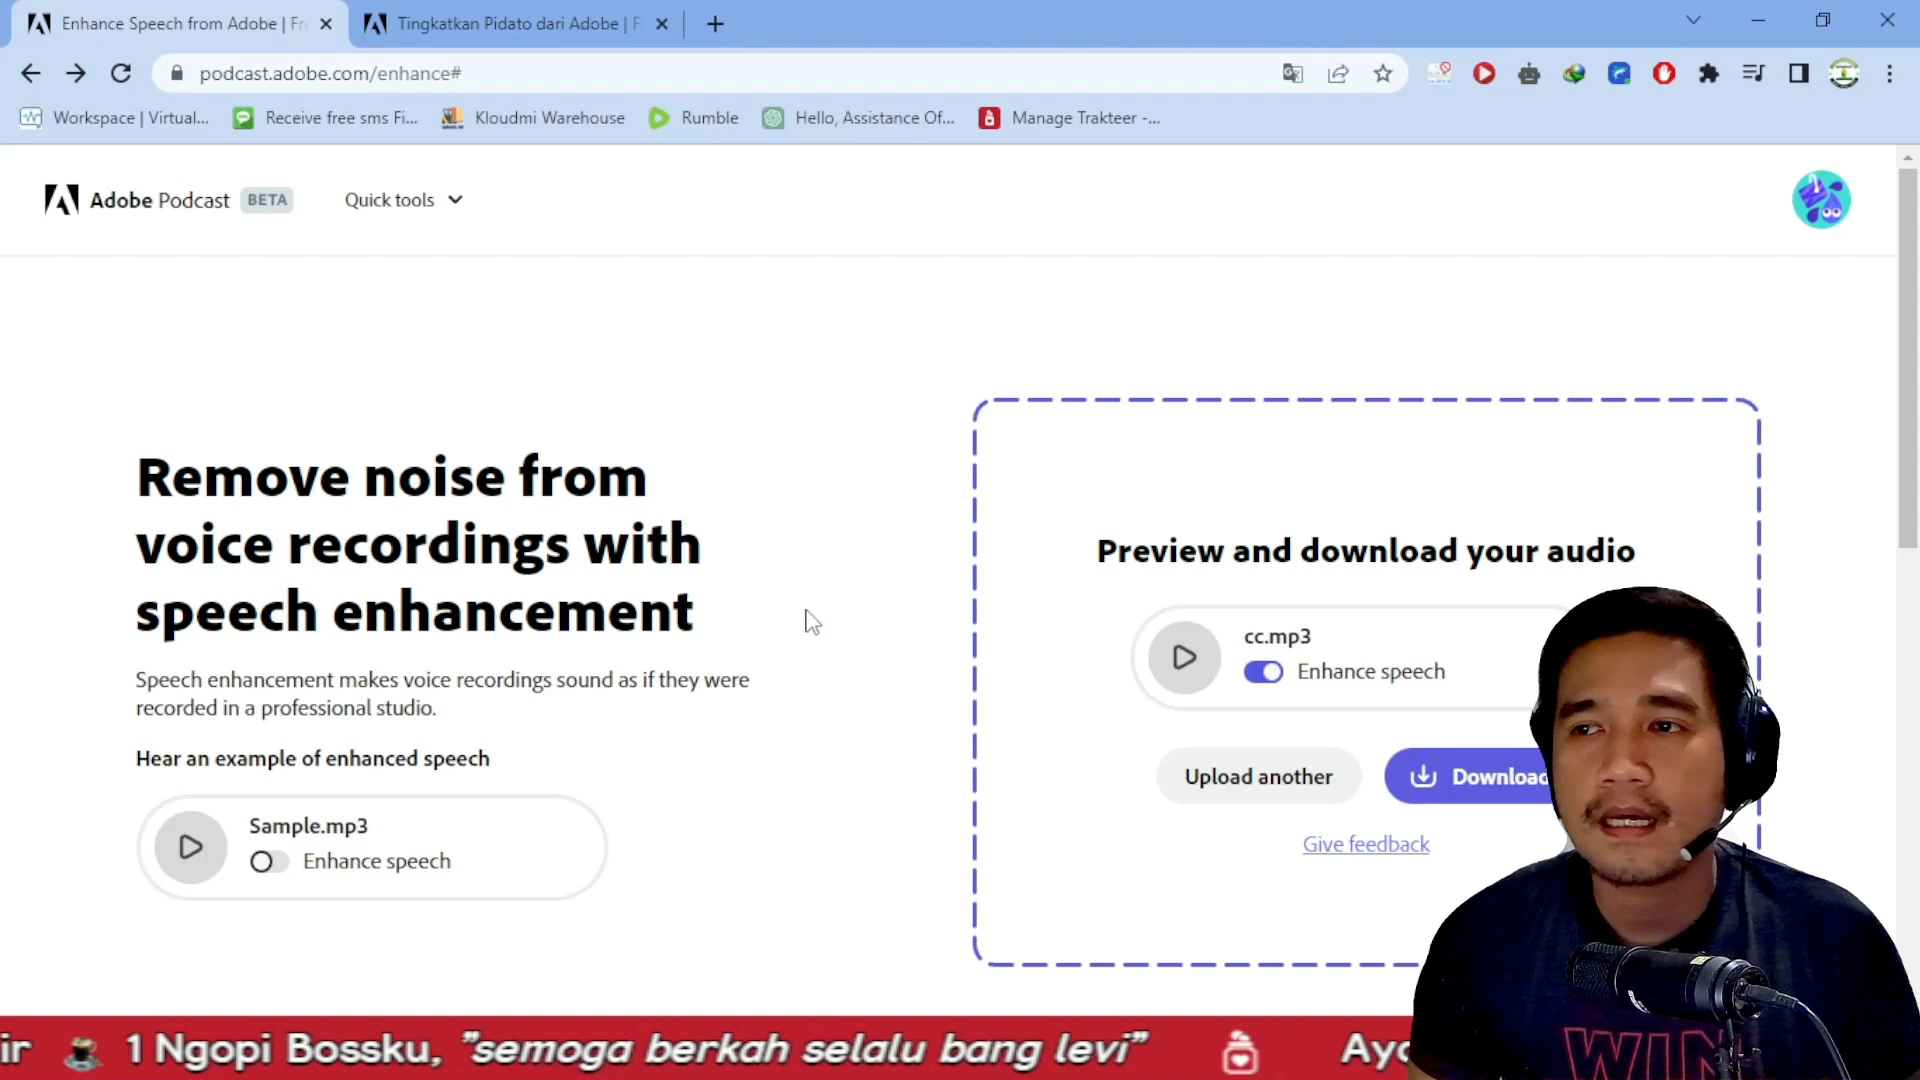 Enhance Speech from Adobe | Fr
Tingkatkan Pidato dari Adobe | F
podcast.adobe.com/enhance#
Workspace | Virtual...
Receive free sms Fi...
Kloudmi Warehouse
Rumble
Hello, Assistance Of...
Manage Trakteer -...
Adobe Podcast BETA
Quick tools
Remove noise from
voice recordings with
speech enhancement
Speech enhancement makes voice recordings sound as if they were
recorded in a professional studio.
Hear an example of enhanced speech
Sample.mp3
Enhance speech
Preview and download your audio
cc.mp3
Enhance speech
Upload another
Download
Give feedback
WIN
ir 1 Ngopi Bossku, "semoga berkah selalu bang levi" Ayo